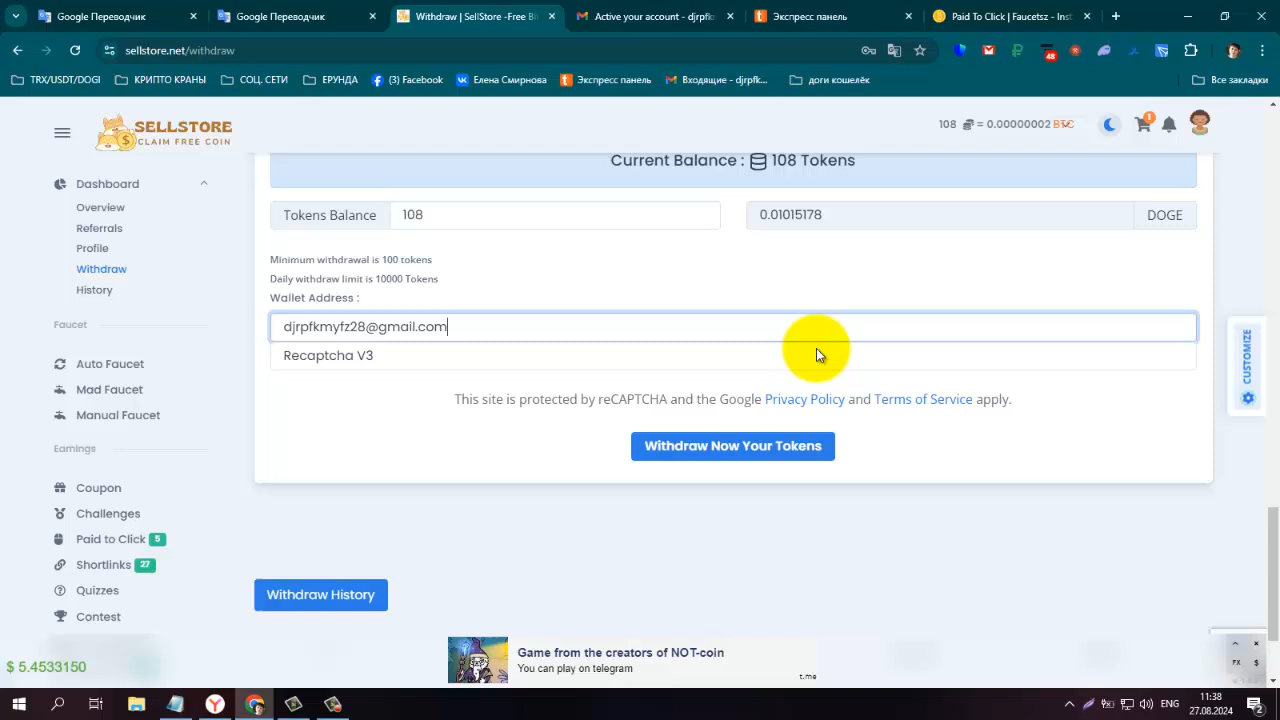 Google Переводчик
Google Переводчик
Withdraw | SellStore -Free Bi
Active your account - djrpfk
Экспресс панель
Paid To Click | Faucetsz - Inst
sellstore.net/withdraw
48
TRX/USDT/DOGI
КРИПТО КРАНЫ
СОЦ. СЕТИ
ЕРУНДА
(3) Facebook
Елена Смирнова
Экспресс панель
Входящие - djrpfk...
доги кошелёк
Все закладки
SELLSTORE
CLAIM FREE COIN
108 = 0.00000002 BTC
1
Dashboard
Overview
Referrals
Profile
Withdraw
History
Faucet
Auto Faucet
Mad Faucet
Manual Faucet
Earnings
Coupon
Challenges
Paid to Click 5
Shortlinks 27
Quizzes
Contest
$ 5.4533150
Current Balance : 108 Tokens
Tokens Balance 108
0.01015178 DOGE
Minimum withdrawal is 100 tokens
Daily withdraw limit is 10000 Tokens
Wallet Address :
djrpfkmyfz28@gmail.com
Recaptcha V3
This site is protected by reCAPTCHA and the Google Privacy Policy and Terms of Service apply.
Withdraw Now Your Tokens
Withdraw History
CUSTOMIZE
Game from the creators of NOT-coin
You can play on telegram
t.me
FX $
ENG
11:38
27.08.2024
2